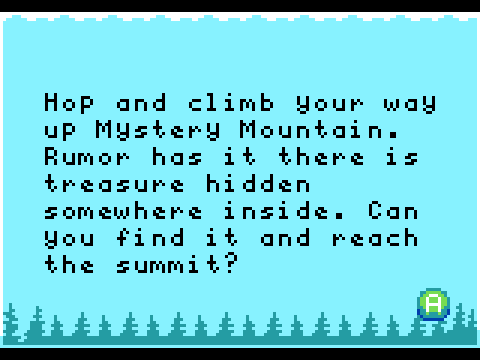 Hop and climb your way
up Mystery Mountain.
Rumor has it there is
treasure hidden
somewhere inside. Can
you find it and reach
the summit?
A